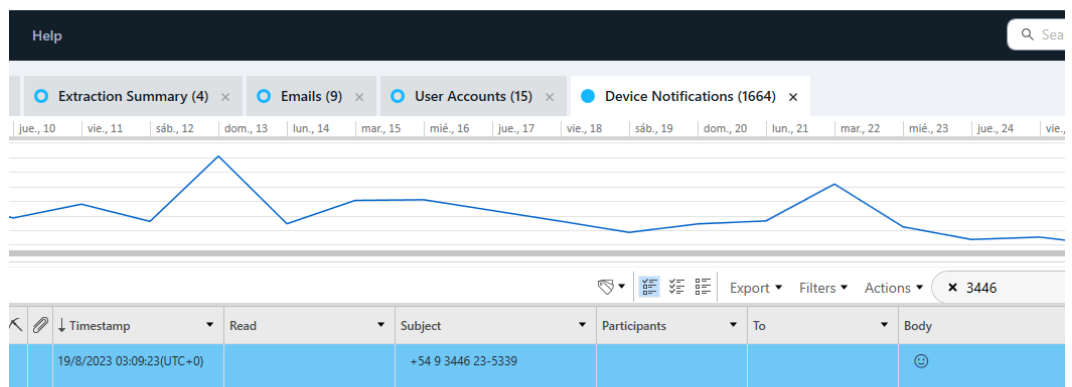 Help
Sea
Extraction Summary (4) ×
Emails (9) ×
User Accounts (15) ×
Device Notifications (1664) ×
jue., 10 vie., 11 sáb., 12 dom., 13 lun., 14 mar., 15 mié., 16 jue., 17 vie., 18 sáb., 19 dom., 20 lun., 21 mar., 22 mié., 23 jue., 24 vie.,
Export Filters Actions × 3446
↓ Timestamp Read Subject Participants To Body
19/8/2023 03:09:23(UTC+0) +54 9 3446 23-5339 ☺